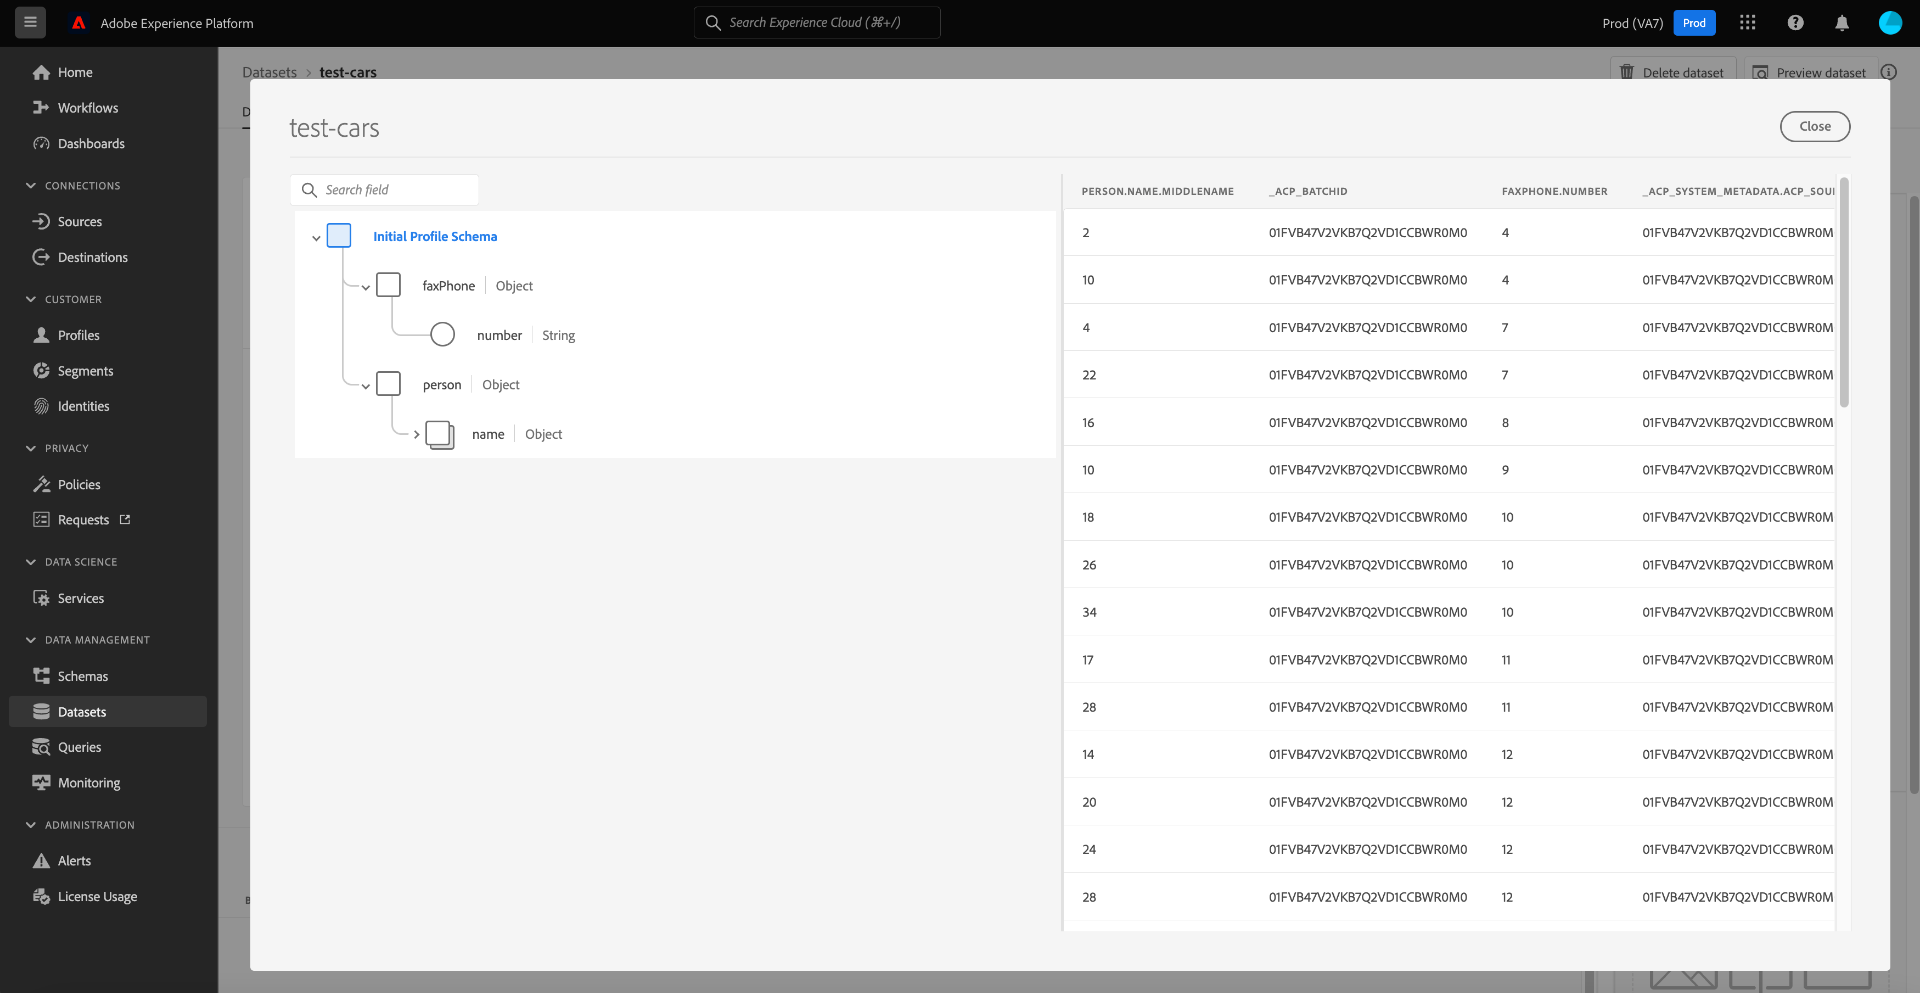 Adobe Experience Platform
Search Experience Cloud (⌘+/)
Prod (VA7)
Prod
Home
Workflows
Dashboards
CONNECTIONS
Sources
Destinations
CUSTOMER
Profiles
Segments
Identities
PRIVACY
Policies
Requests
DATA SCIENCE
Services
DATA MANAGEMENT
Schemas
Datasets
Queries
Monitoring
ADMINISTRATION
Alerts
License Usage
Datasets > test-cars
Delete dataset
Preview dataset
test-cars
Close
Search field
Initial Profile Schema
faxPhone Object
number String
person Object
name Object
PERSON.NAME.MIDDLENAME _ACP_BATCHID FAXPHONE.NUMBER _ACP_SYSTEM_METADATA.ACP_SOU
2 01FVB47V2VKB7Q2VD1CCBWR0M0 4 01FVB47V2VKB7Q2VD1CCBWR0M
10 01FVB47V2VKB7Q2VD1CCBWR0M0 4 01FVB47V2VKB7Q2VD1CCBWR0M
4 01FVB47V2VKB7Q2VD1CCBWR0M0 7 01FVB47V2VKB7Q2VD1CCBWR0M
22 01FVB47V2VKB7Q2VD1CCBWR0M0 7 01FVB47V2VKB7Q2VD1CCBWR0M
16 01FVB47V2VKB7Q2VD1CCBWR0M0 8 01FVB47V2VKB7Q2VD1CCBWR0M
10 01FVB47V2VKB7Q2VD1CCBWR0M0 9 01FVB47V2VKB7Q2VD1CCBWR0M
18 01FVB47V2VKB7Q2VD1CCBWR0M0 10 01FVB47V2VKB7Q2VD1CCBWR0M
26 01FVB47V2VKB7Q2VD1CCBWR0M0 10 01FVB47V2VKB7Q2VD1CCBWR0M
34 01FVB47V2VKB7Q2VD1CCBWR0M0 10 01FVB47V2VKB7Q2VD1CCBWR0M
17 01FVB47V2VKB7Q2VD1CCBWR0M0 11 01FVB47V2VKB7Q2VD1CCBWR0M
28 01FVB47V2VKB7Q2VD1CCBWR0M0 11 01FVB47V2VKB7Q2VD1CCBWR0M
14 01FVB47V2VKB7Q2VD1CCBWR0M0 12 01FVB47V2VKB7Q2VD1CCBWR0M
20 01FVB47V2VKB7Q2VD1CCBWR0M0 12 01FVB47V2VKB7Q2VD1CCBWR0M
24 01FVB47V2VKB7Q2VD1CCBWR0M0 12 01FVB47V2VKB7Q2VD1CCBWR0M
28 01FVB47V2VKB7Q2VD1CCBWR0M0 12 01FVB47V2VKB7Q2VD1CCBWR0M